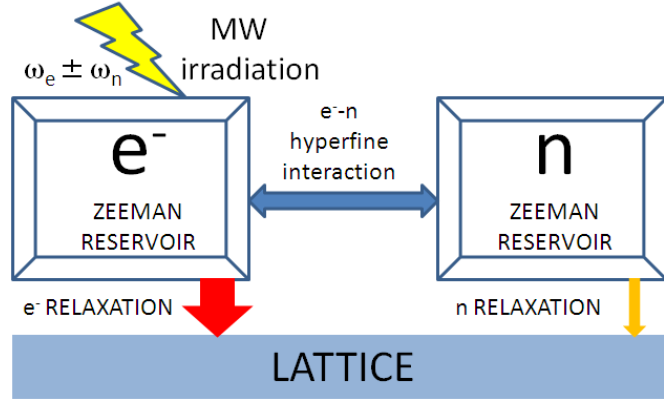 MW
irradiation
ωe ± ωn
e-
ZEEMAN
RESERVOIR
e--n
hyperfine
interaction
n
ZEEMAN
RESERVOIR
e- RELAXATION
n RELAXATION
LATTICE